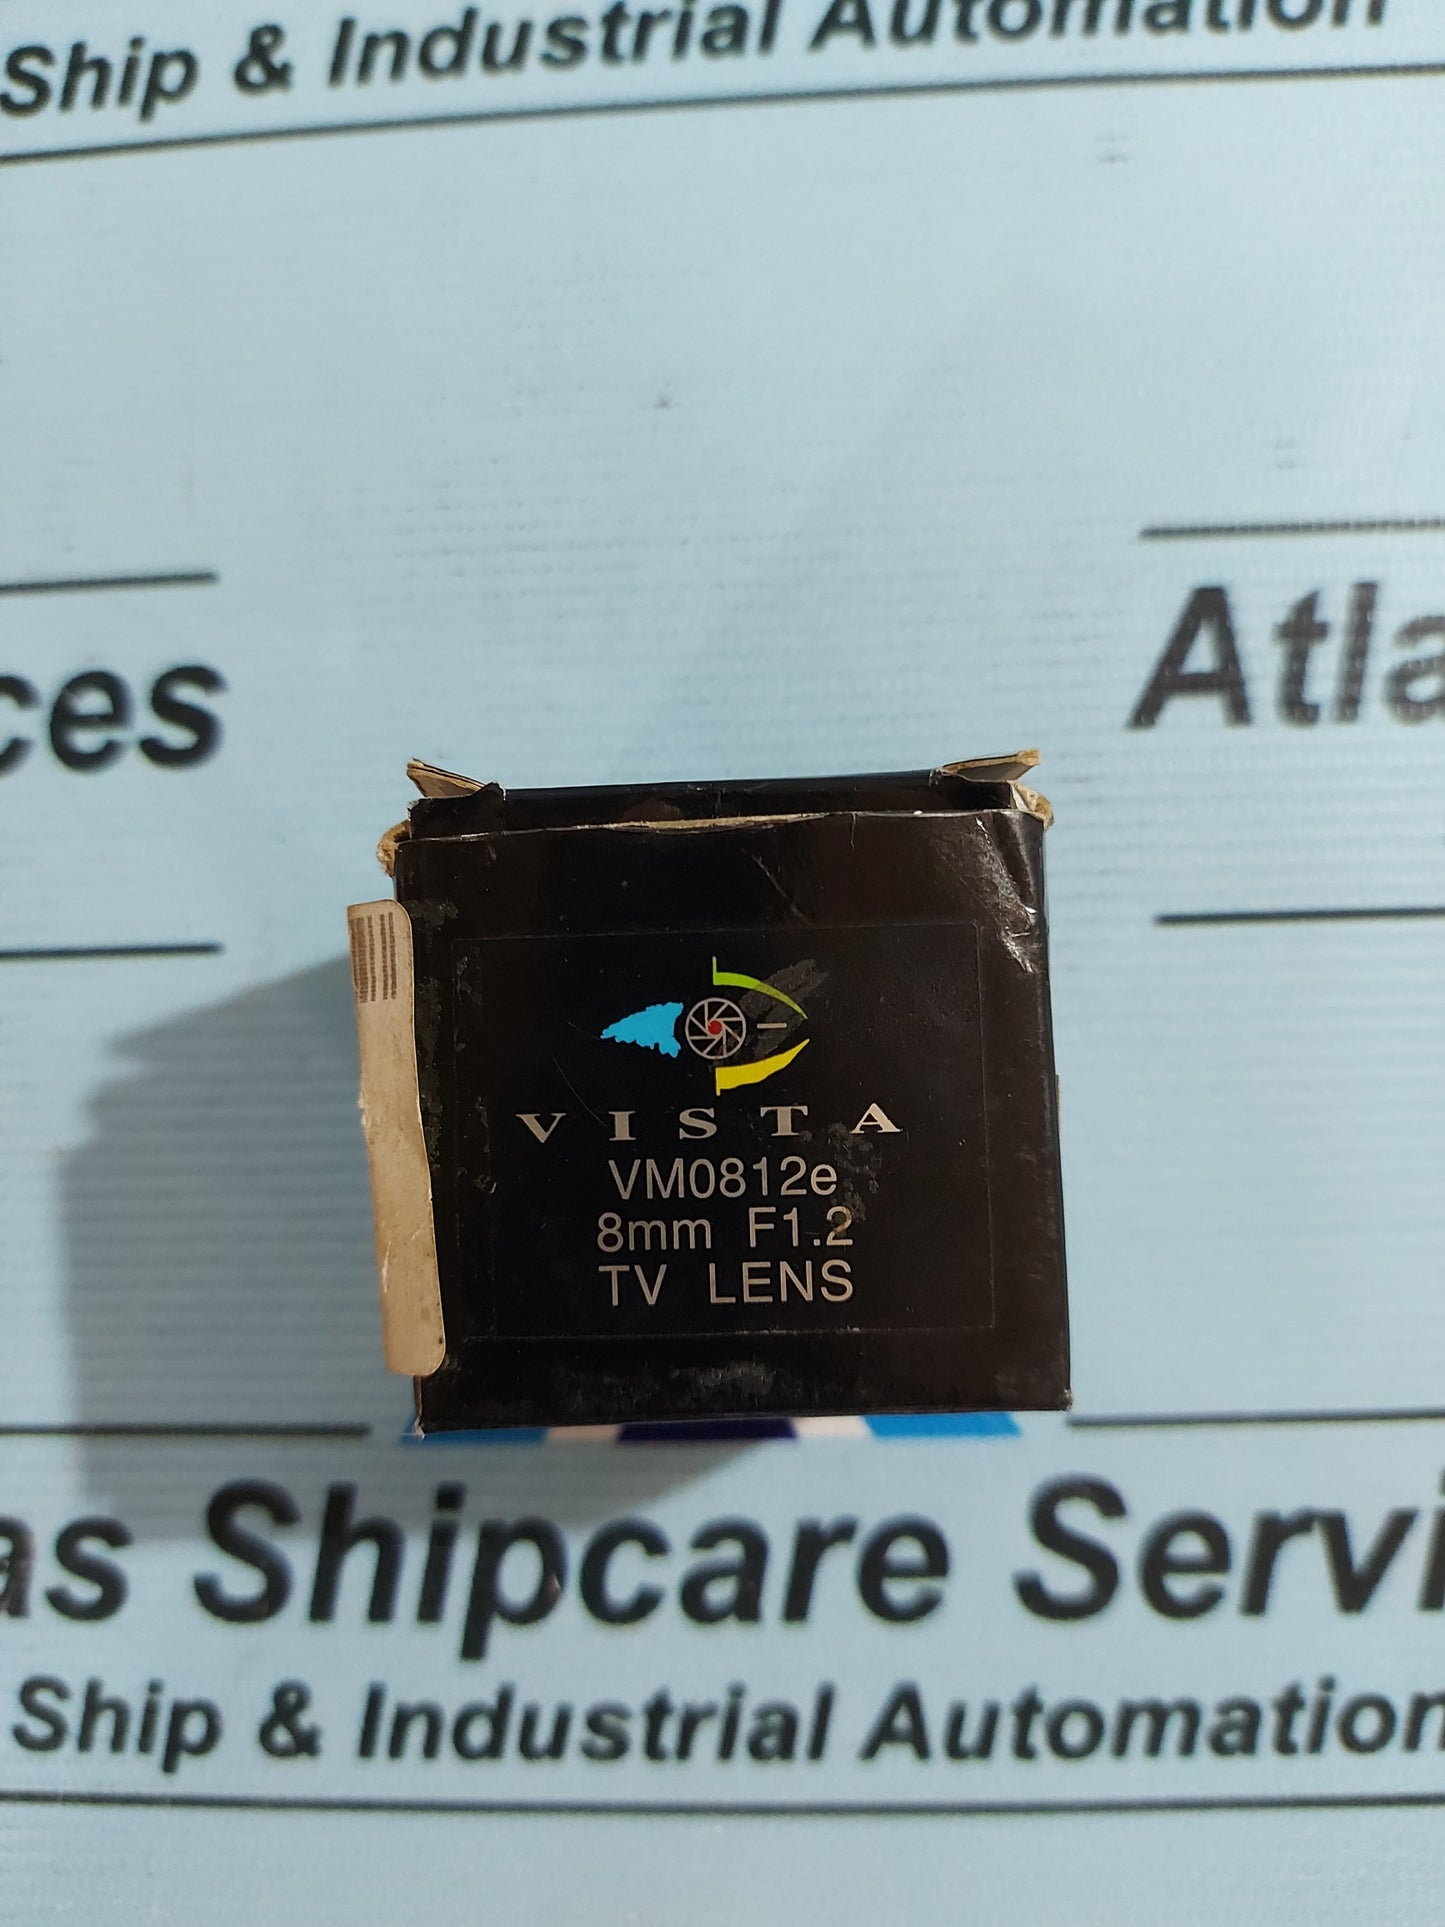 Ship & Industrial Automation
ces
Atla
VISTA
VM0812e
8mm F1.2
TV LENS
as Shipcare Servi
Ship & Industrial Automation